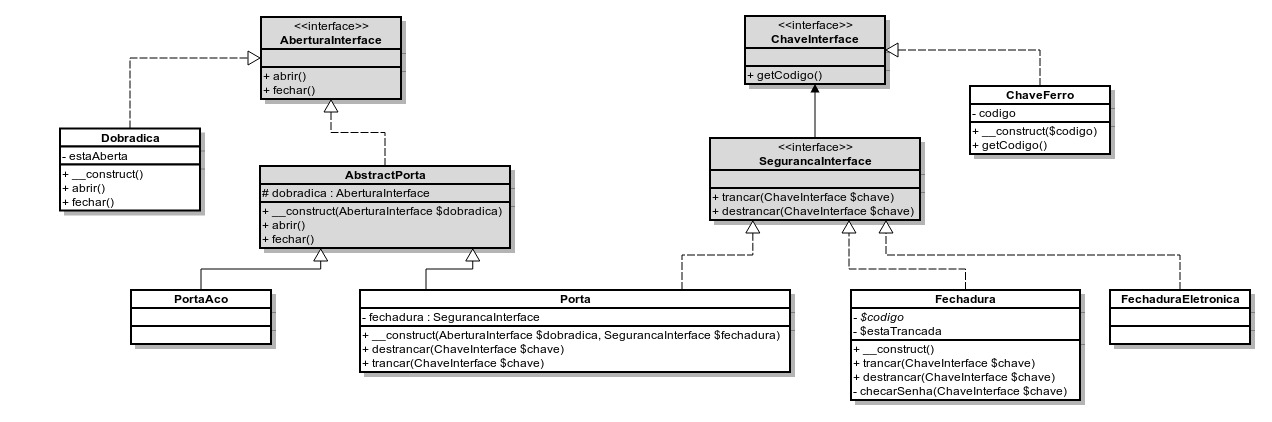 <<interface>>
AberturaInterface
+ abrir()
+ fechar()
<<interface>>
ChaveInterface
+ getCodigo()
ChaveFerro
- codigo
+ __construct($codigo)
+ getCodigo()
Dobradica
- estaAberta
+ __construct()
+ abrir()
+ fechar()
AbstractPorta
# dobradica : AberturaInterface
+ __construct(AberturaInterface $dobradica)
+ abrir()
+ fechar()
<<interface>>
SegurancaInterface
+ trancar(ChaveInterface $chave)
+ destrancar(ChaveInterface $chave)
PortaAco
Porta
- fechadura : SegurancaInterface
+ __construct(AberturaInterface $dobradica, SegurancaInterface $fechadura)
+ destrancar(ChaveInterface $chave)
+ trancar(ChaveInterface $chave)
Fechadura
- $codigo
- $estaTrancada
+ __construct()
+ trancar(ChaveInterface $chave)
+ destrancar(ChaveInterface $chave)
- checarSenha(ChaveInterface $chave)
FechaduraEletronica